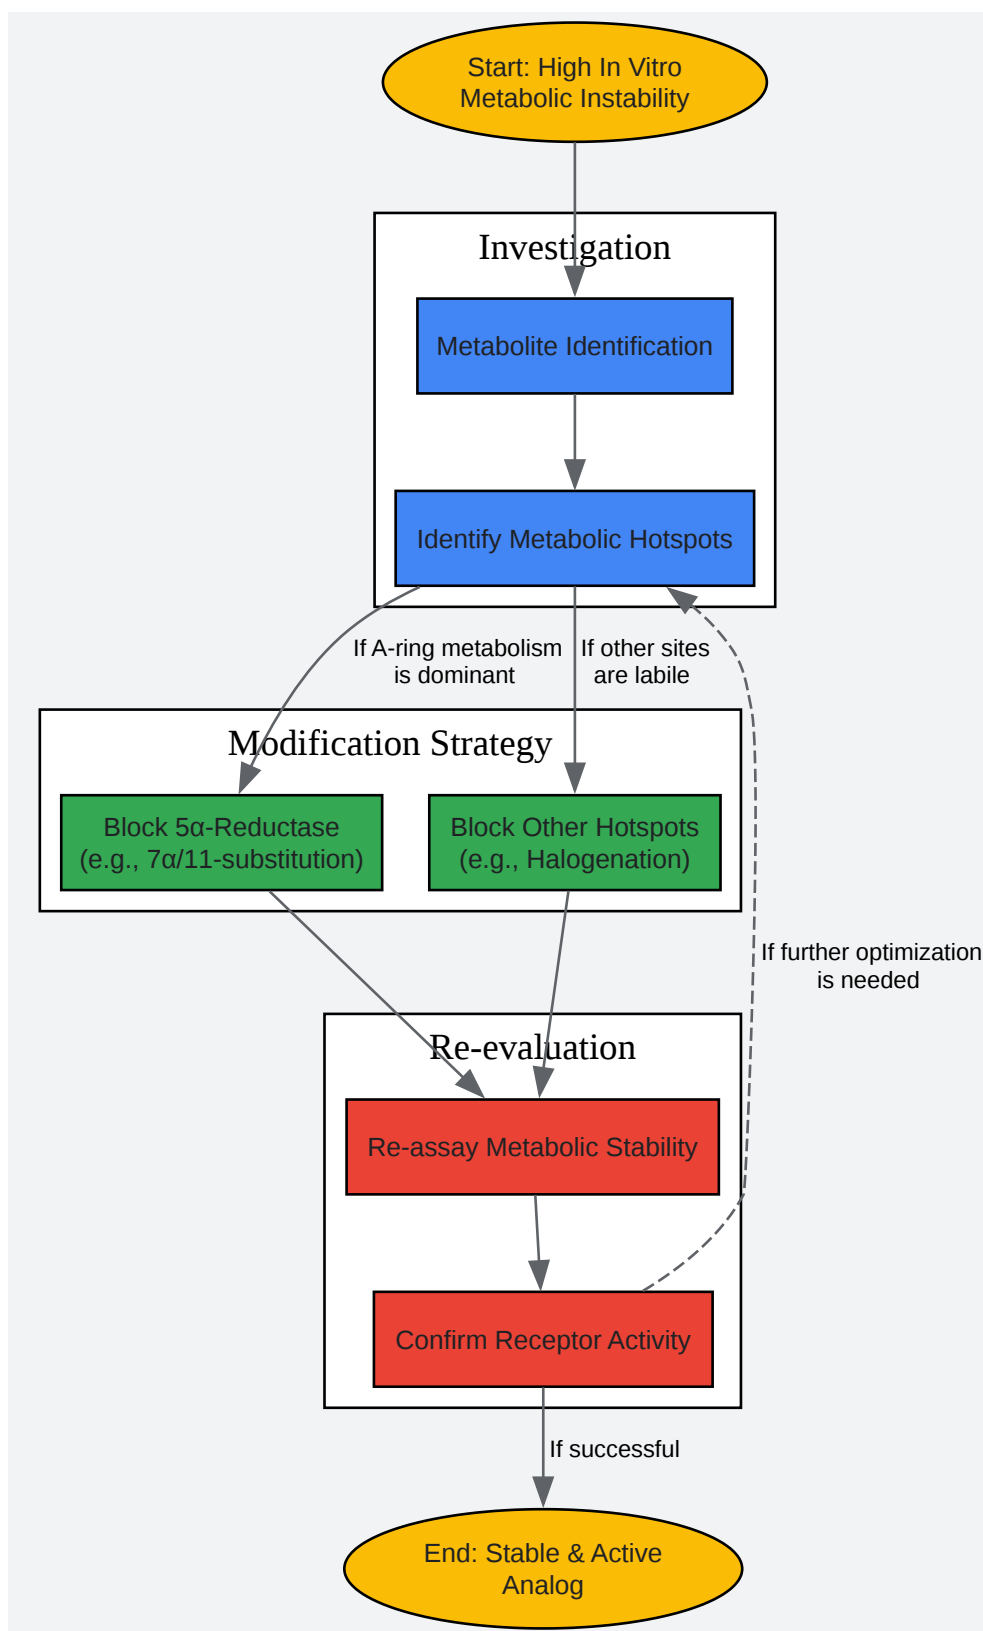 Start: High In Vitro
Metabolic Instability
Investigation
Metabolite Identification
Identify Metabolic Hotspots
If A-ring metabolism
is dominant
If other sites
are labile
Modification Strategy
Block 5α-Reductase
(e.g., 7α/11-substitution)
Block Other Hotspots
(e.g., Halogenation)
If further optimization
is needed
Re-evaluation
Re-assay Metabolic Stability
Confirm Receptor Activity
If successful
End: Stable & Active
Analog